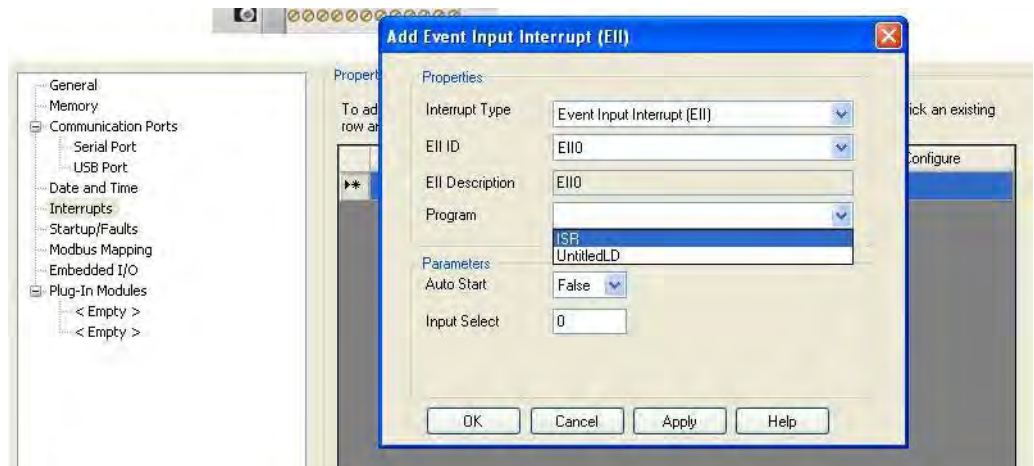 Add Event Input Interrupt (EII)
General
Memory
Communication Ports
Serial Port
USB Port
Date and Time
Interrupts
Startup/Faults
Modbus Mapping
Embedded I/O
Plug-In Modules
< Empty >
< Empty >
Propert
To ad
row ar
ick an existing
Configure
Properties
Interrupt Type
Event Input Interrupt (EII)
EII ID
EII0
EII Description
EII0
Program
ISR
UntitledLD
Parameters
Auto Start
False
Input Select
0
OK
Cancel
Apply
Help